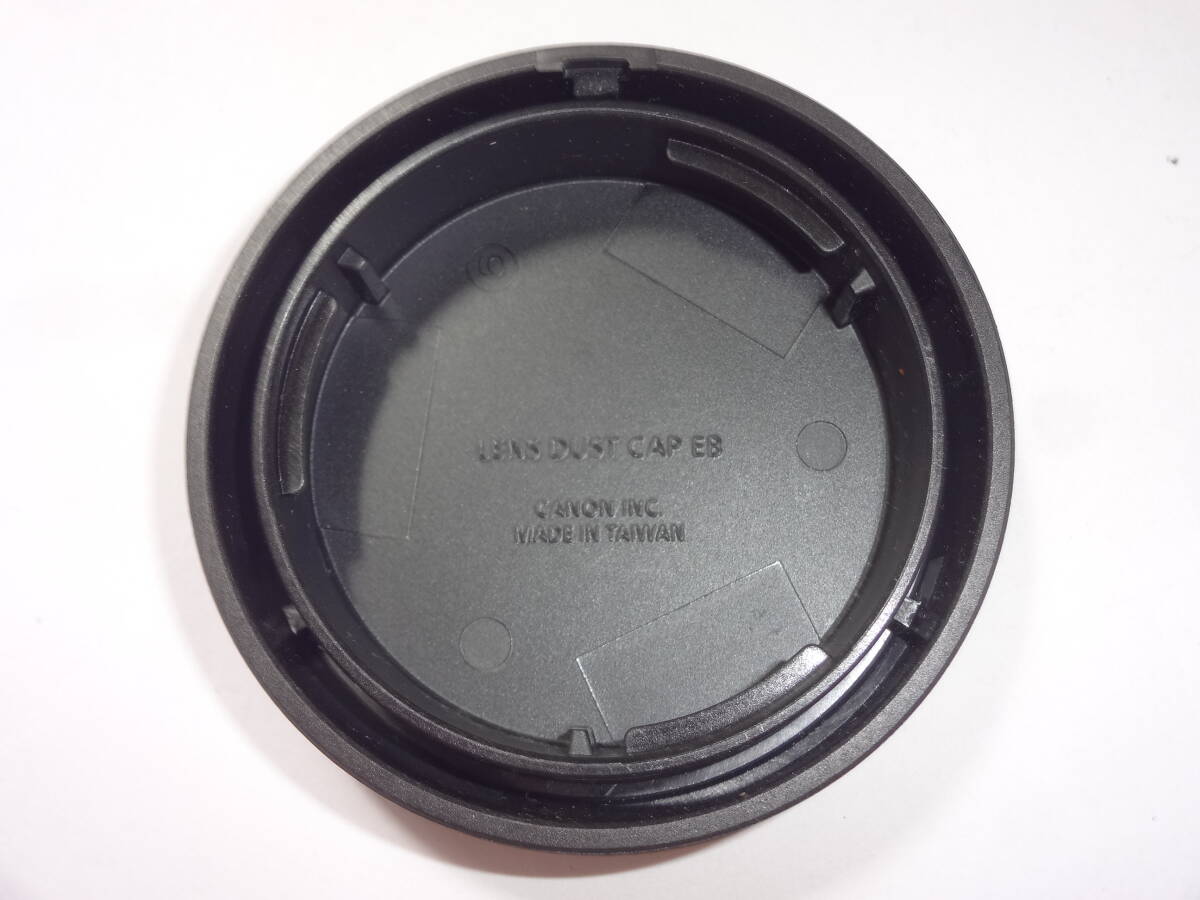 LENS DUST CAP EB
CANON INC.
MADE IN TAIWAN